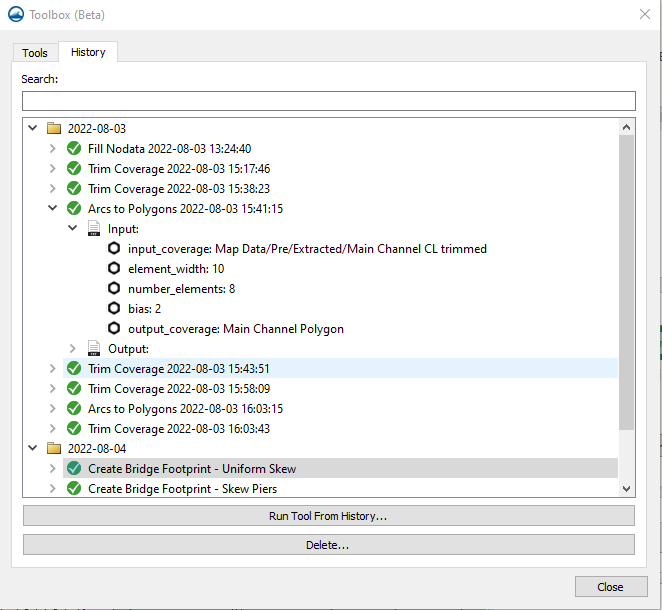 Toolbox (Beta)
Tools
History
Search:
2022-08-03
Fill Nodata 2022-08-03 13:24:40
Trim Coverage 2022-08-03 15:17:46
Trim Coverage 2022-08-03 15:38:23
Arcs to Polygons 2022-08-03 15:41:15
Input:
input_coverage: Map Data/Pre/Extracted/Main Channel CL trimmed
element_width: 10
number_elements: 8
bias: 2
output_coverage: Main Channel Polygon
Output:
Trim Coverage 2022-08-03 15:43:51
Trim Coverage 2022-08-03 15:58:09
Arcs to Polygons 2022-08-03 16:03:15
Trim Coverage 2022-08-03 16:03:43
2022-08-04
Create Bridge Footprint - Uniform Skew
Create Bridge Footprint - Skew Piers
Run Tool From History...
Delete...
Close